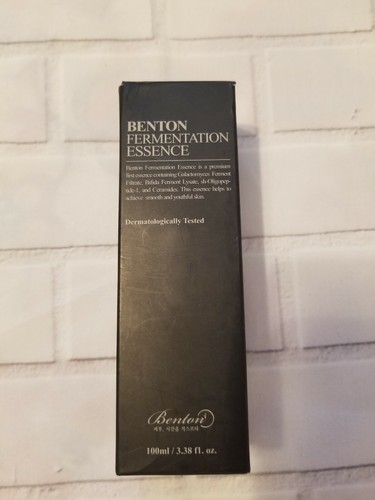 BENTON
FERMENTATION
ESSENCE
Benton Fermentation Essence is a premium
first essence containing Galactomyces Ferment
Filtrate, Bifida Ferment Lysate, sh-Oligopep-
tide-1, and Ceramides. This essence helps to
achieve smooth and youthful skin.
Dermatologically Tested
Benton
100ml / 3.38 fl. oz.